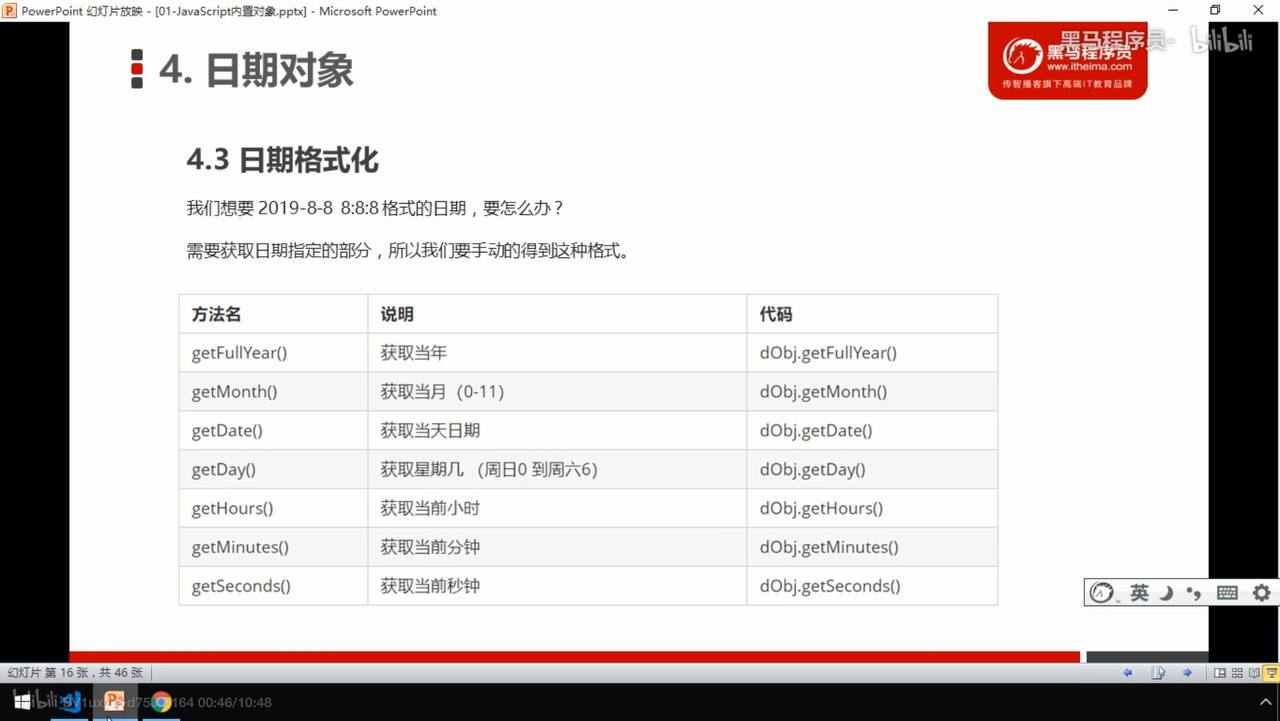 PowerPoint 幻灯片放映 - [01-JavaScript内置对象.pptx] - Microsoft PowerPoint
黑马程序员- bilibili
4. 日期对象
黑马程序员
www.itheima.com
传智播客旗下高端IT教育品牌
4.3 日期格式化
我们想要 2019-8-8 8:8:8 格式的日期，要怎么办？
需要获取日期指定的部分，所以我们要手动的得到这种格式。
方法名 说明 代码
getFullYear() 获取当年 dObj.getFullYear()
getMonth() 获取当月（0-11） dObj.getMonth()
getDate() 获取当天日期 dObj.getDate()
getDay() 获取星期几 （周日0 到周六6） dObj.getDay()
getHours() 获取当前小时 dObj.getHours()
getMinutes() 获取当前分钟 dObj.getMinutes()
getSeconds() 获取当前秒钟 dObj.getSeconds()
英
幻灯片 第 16 张，共 46 张
bilibili 00:46/10:48